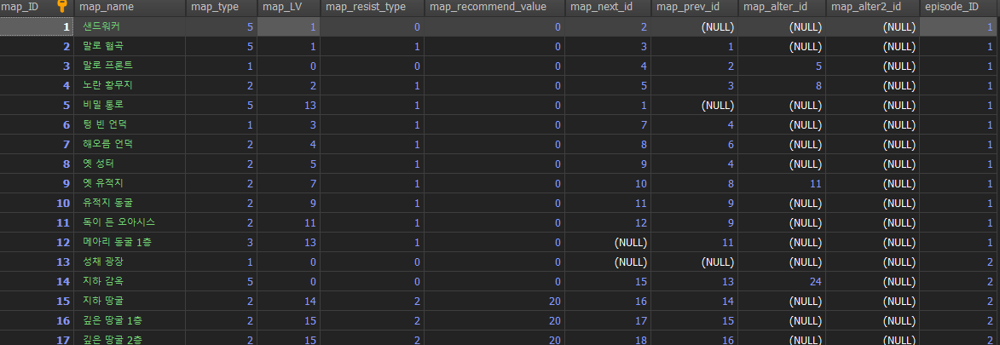 map_ID map_name map_type map_LV map_resist_type map_recommend_value map_next_id map_prev_id map_alter_id map_alter2_id episode_ID
1 샌드워커 5 1 0 0 2 (NULL) (NULL) (NULL) 1
2 말로 협곡 5 1 1 0 3 1 (NULL) (NULL) 1
3 말로 프론트 1 0 0 0 4 2 5 (NULL) 1
4 노란 황무지 2 2 1 0 5 3 8 (NULL) 1
5 비밀 통로 5 13 1 0 1 (NULL) (NULL) (NULL) 1
6 텅 빈 언덕 1 3 1 0 7 4 (NULL) (NULL) 1
7 해오름 언덕 2 4 1 0 8 6 (NULL) (NULL) 1
8 옛 성터 2 5 1 0 9 4 (NULL) (NULL) 1
9 옛 유적지 2 7 1 0 10 8 11 (NULL) 1
10 유적지 동굴 2 9 1 0 11 9 (NULL) (NULL) 1
11 독이 든 오아시스 2 11 1 0 12 9 (NULL) (NULL) 1
12 메아리 동굴 1층 3 13 1 0 (NULL) 11 (NULL) (NULL) 1
13 성채 광장 1 0 0 0 (NULL) (NULL) (NULL) (NULL) 2
14 지하 감옥 5 0 0 0 15 13 24 (NULL) 2
15 지하 땅굴 2 14 2 20 16 14 (NULL) (NULL) 2
16 깊은 땅굴 1층 2 15 2 20 17 15 (NULL) (NULL) 2
17 깊은 땅굴 2층 2 15 2 20 18 16 (NULL) (NULL) 2